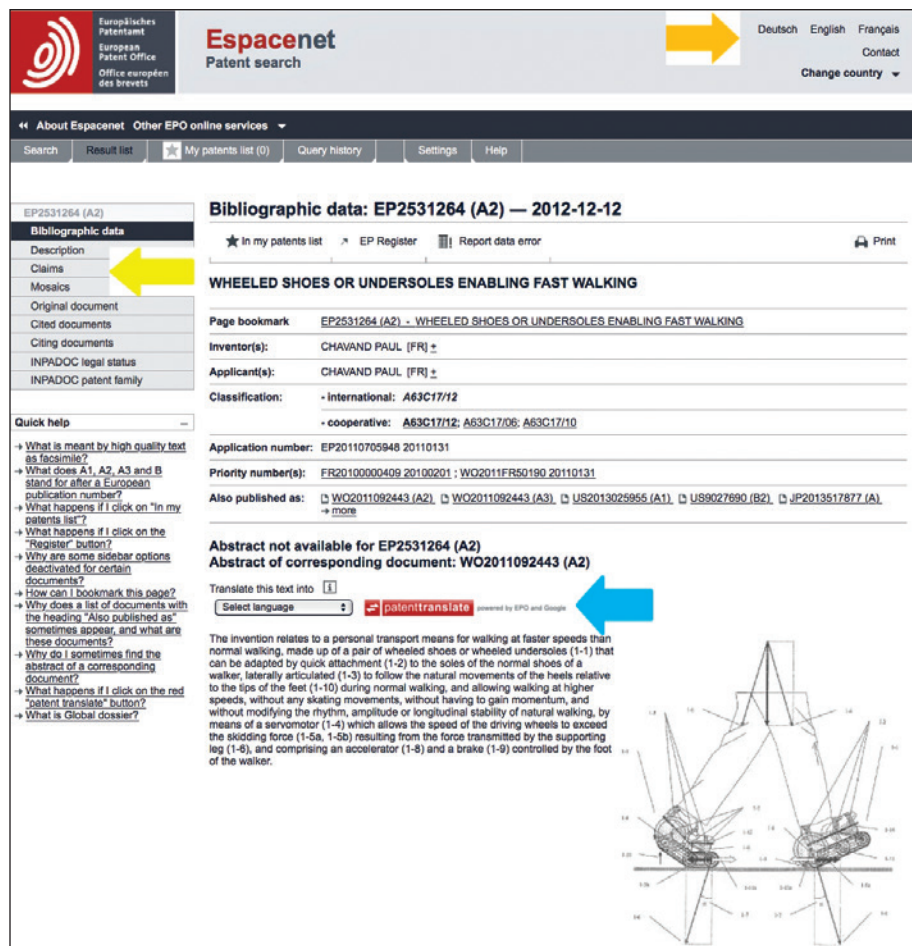 Europäisches
Patentamt
European
Patent Office
Office européen
des brevets
Espacenet
Patent search
Deutsch English Français
Contact
Change country
About Espacenet Other EPO online services
Search Result list My patents list (0) Query history Settings Help
EP2531264 (A2)
Bibliographic data
Description
Claims
Mosaics
Original document
Cited documents
Citing documents
INPADOC legal status
INPADOC patent family
Quick help
→ What is meant by high quality text
as facsimile?
→ What does A1, A2, A3 and B
stand for after a European
publication number?
→ What happens if I click on "In my
patents list"?
→ What happens if I click on the
"Register" button?
→ Why are some sidebar options
deactivated for certain
documents?
→ How can I bookmark this page?
→ Why does a list of documents with
the heading "Also published as"
sometimes appear, and what are
these documents?
→ Why do I sometimes find the
abstract of a corresponding
document?
→ What happens if I click on the red
"patent translate" button?
→ What is Global dossier?
Bibliographic data: EP2531264 (A2) — 2012-12-12
In my patents list EP Register Report data error Print
WHEELED SHOES OR UNDERSOLES ENABLING FAST WALKING
Page bookmark EP2531264 (A2) - WHEELED SHOES OR UNDERSOLES ENABLING FAST WALKING
Inventor(s): CHAVAND PAUL [FR] ±
Applicant(s): CHAVAND PAUL [FR] ±
Classification: - international: A63C17/12
- cooperative: A63C17/12; A63C17/06; A63C17/10
Application number: EP20110705948 20110131
Priority number(s): FR20100000409 20100201 ; WO2011FR50190 20110131
Also published as: WO2011092443 (A2) WO2011092443 (A3) US2013025955 (A1) US9027690 (B2) JP2013517877 (A)
→ more
Abstract not available for EP2531264 (A2)
Abstract of corresponding document: WO2011092443 (A2)
Translate this text into i
Select language patenttranslate powered by EPO and Google
The invention relates to a personal transport means for walking at faster speeds than
normal walking, made up of a pair of wheeled shoes or wheeled undersoles (1-1) that
can be adapted by quick attachment (1-2) to the soles of the normal shoes of a
walker, laterally articulated (1-3) to follow the natural movements of the heels relative
to the tips of the feet (1-10) during normal walking, and allowing walking at higher
speeds, without any skating movements, without having to gain momentum, and
without modifying the rhythm, amplitude or longitudinal stability of natural walking, by
means of a servomotor (1-4) which allows the speed of the driving wheels to exceed
the skidding force (1-5a, 1-5b) resulting from the force transmitted by the supporting
leg (1-6), and comprising an accelerator (1-8) and a brake (1-9) controlled by the foot
of the walker.